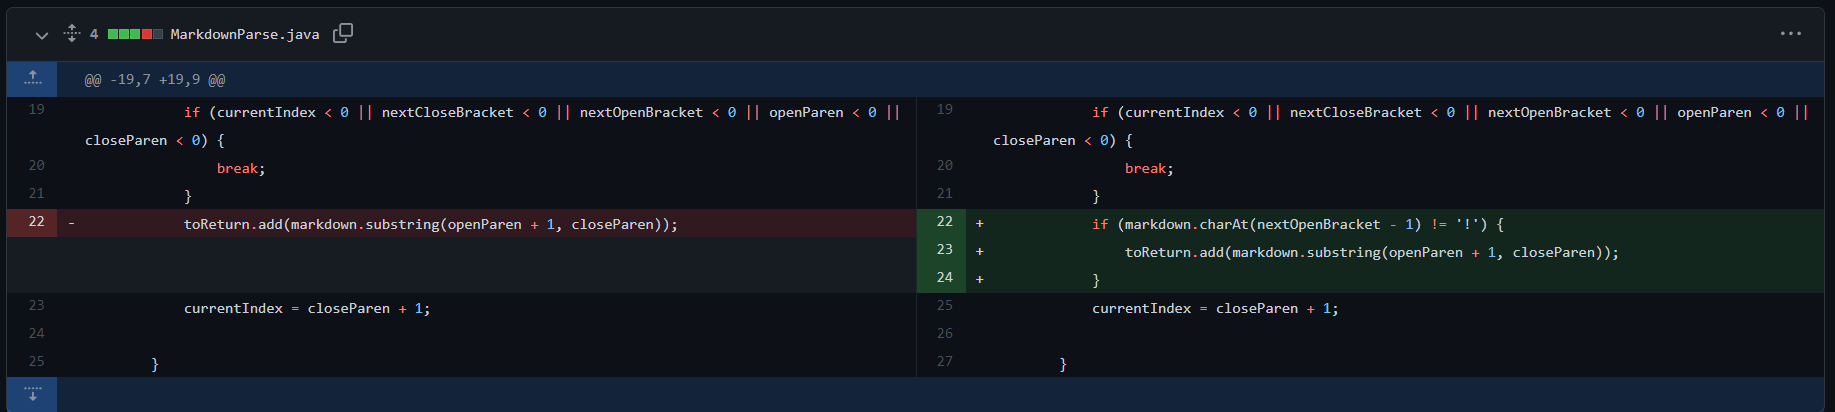 4 MarkdownParse.java
@@ -19,7 +19,9 @@
19 if (currentIndex < 0 || nextCloseBracket < 0 || nextOpenBracket < 0 || openParen < 0 ||
closeParen < 0) {
20 break;
21 }
22 - toReturn.add(markdown.substring(openParen + 1, closeParen));
23 currentIndex = closeParen + 1;
24
25 }
19 if (currentIndex < 0 || nextCloseBracket < 0 || nextOpenBracket < 0 || openParen < 0 ||
closeParen < 0) {
20 break;
21 }
22 + if (markdown.charAt(nextOpenBracket - 1) != '!') {
23 + toReturn.add(markdown.substring(openParen + 1, closeParen));
24 + }
25 currentIndex = closeParen + 1;
26
27 }